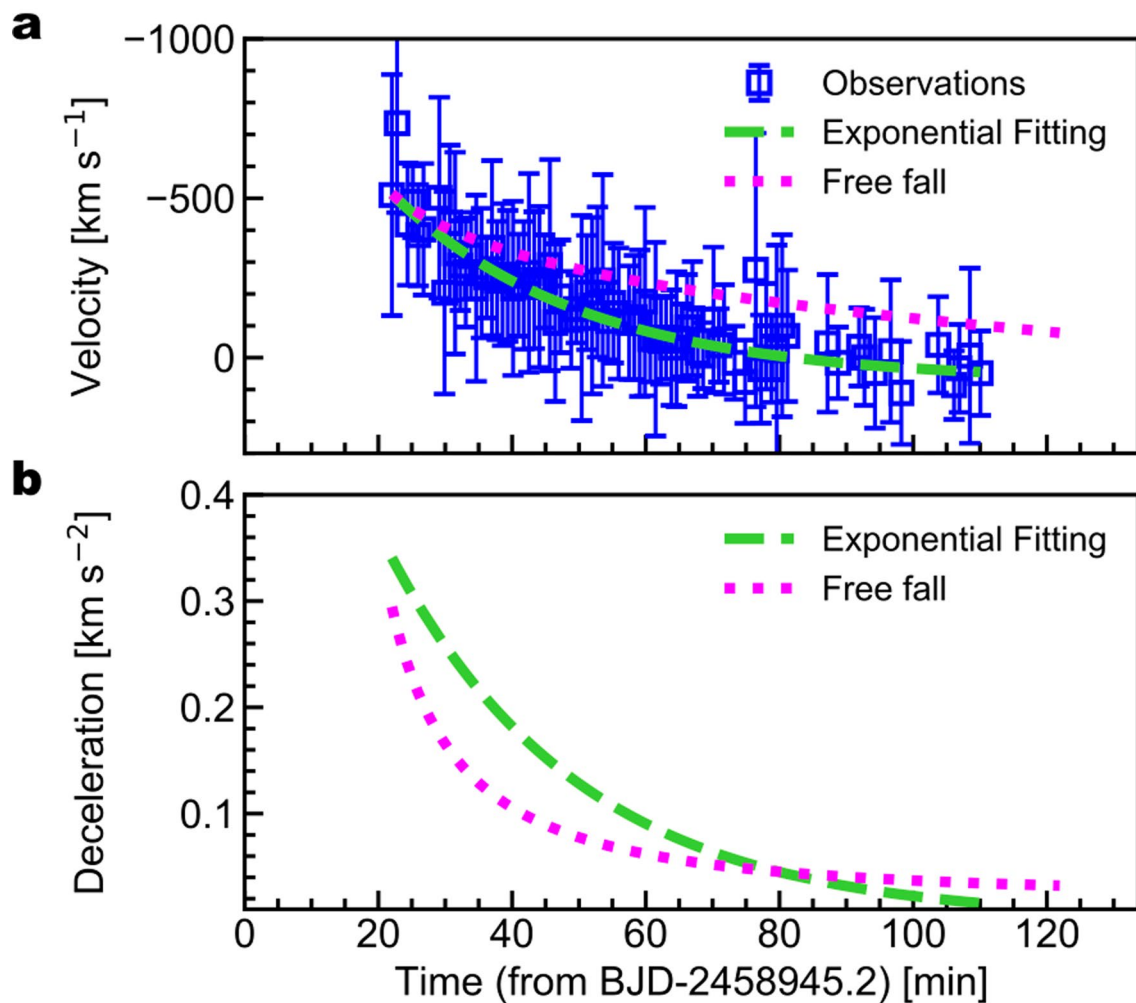 a
Velocity [km s⁻¹]
−1000
−500
0
Observations
Exponential Fitting
Free fall
b
Deceleration [km s⁻²]
0.4
0.3
0.2
0.1
Exponential Fitting
Free fall
0 20 40 60 80 100 120
Time (from BJD-2458945.2) [min]